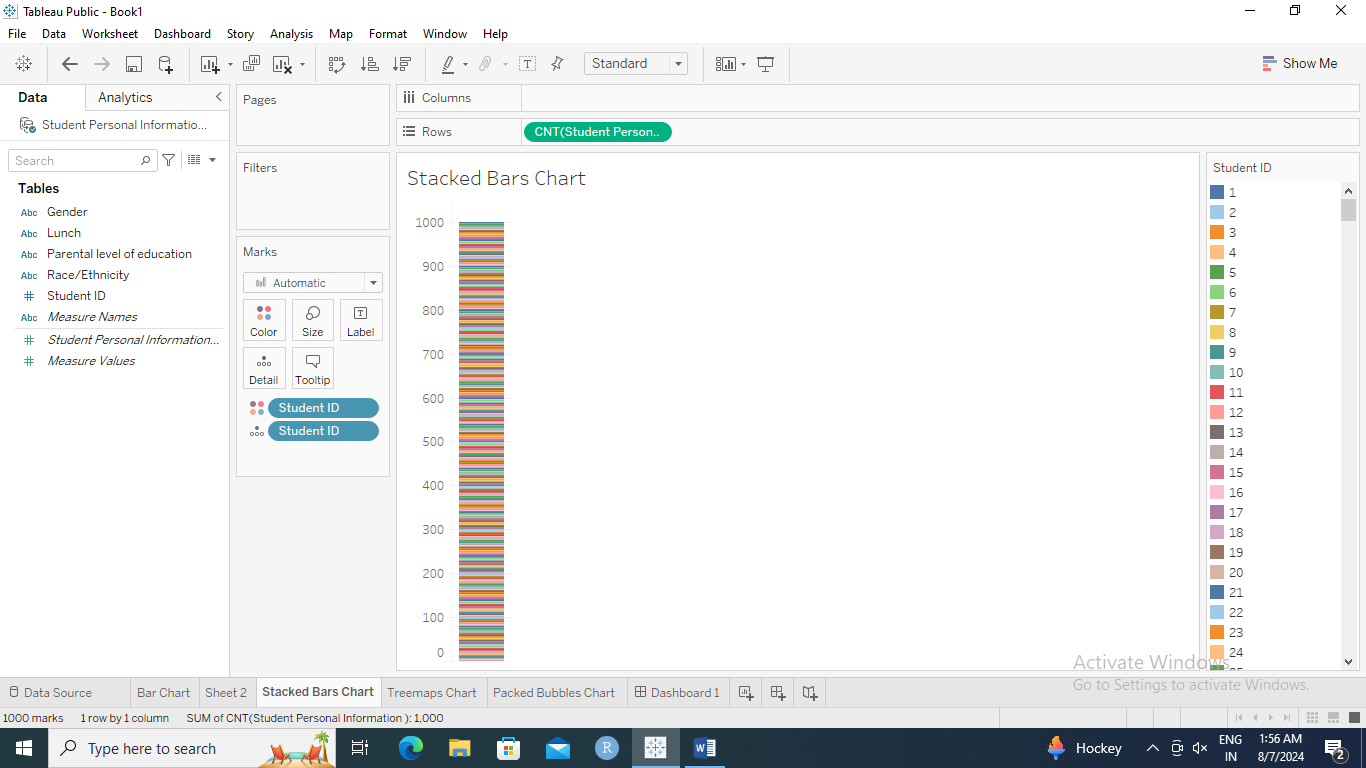 Tableau Public - Book1
File Data Worksheet Dashboard Story Analysis Map Format Window Help
Standard
Show Me
Data Analytics
Student Personal Informatio...
Search
Tables
Abc Gender
Abc Lunch
Abc Parental level of education
Abc Race/Ethnicity
# Student ID
Abc Measure Names
# Student Personal Information...
# Measure Values
Pages
Filters
Marks
Automatic
Color Size Label
Detail Tooltip
Student ID
Student ID
Columns
Rows CNT(Student Person..
Stacked Bars Chart
1000
900
800
700
600
500
400
300
200
100
0
Student ID
1
2
3
4
5
6
7
8
9
10
11
12
13
14
15
16
17
18
19
20
21
22
23
24
25
Activate Windows
Go to Settings to activate Windows.
Data Source Bar Chart Sheet 2 Stacked Bars Chart Treemaps Chart Packed Bubbles Chart Dashboard 1
1000 marks 1 row by 1 column SUM of CNT(Student Personal Information ): 1,000
Type here to search
R
W
Hockey
ENG
IN
1:56 AM
8/7/2024
2